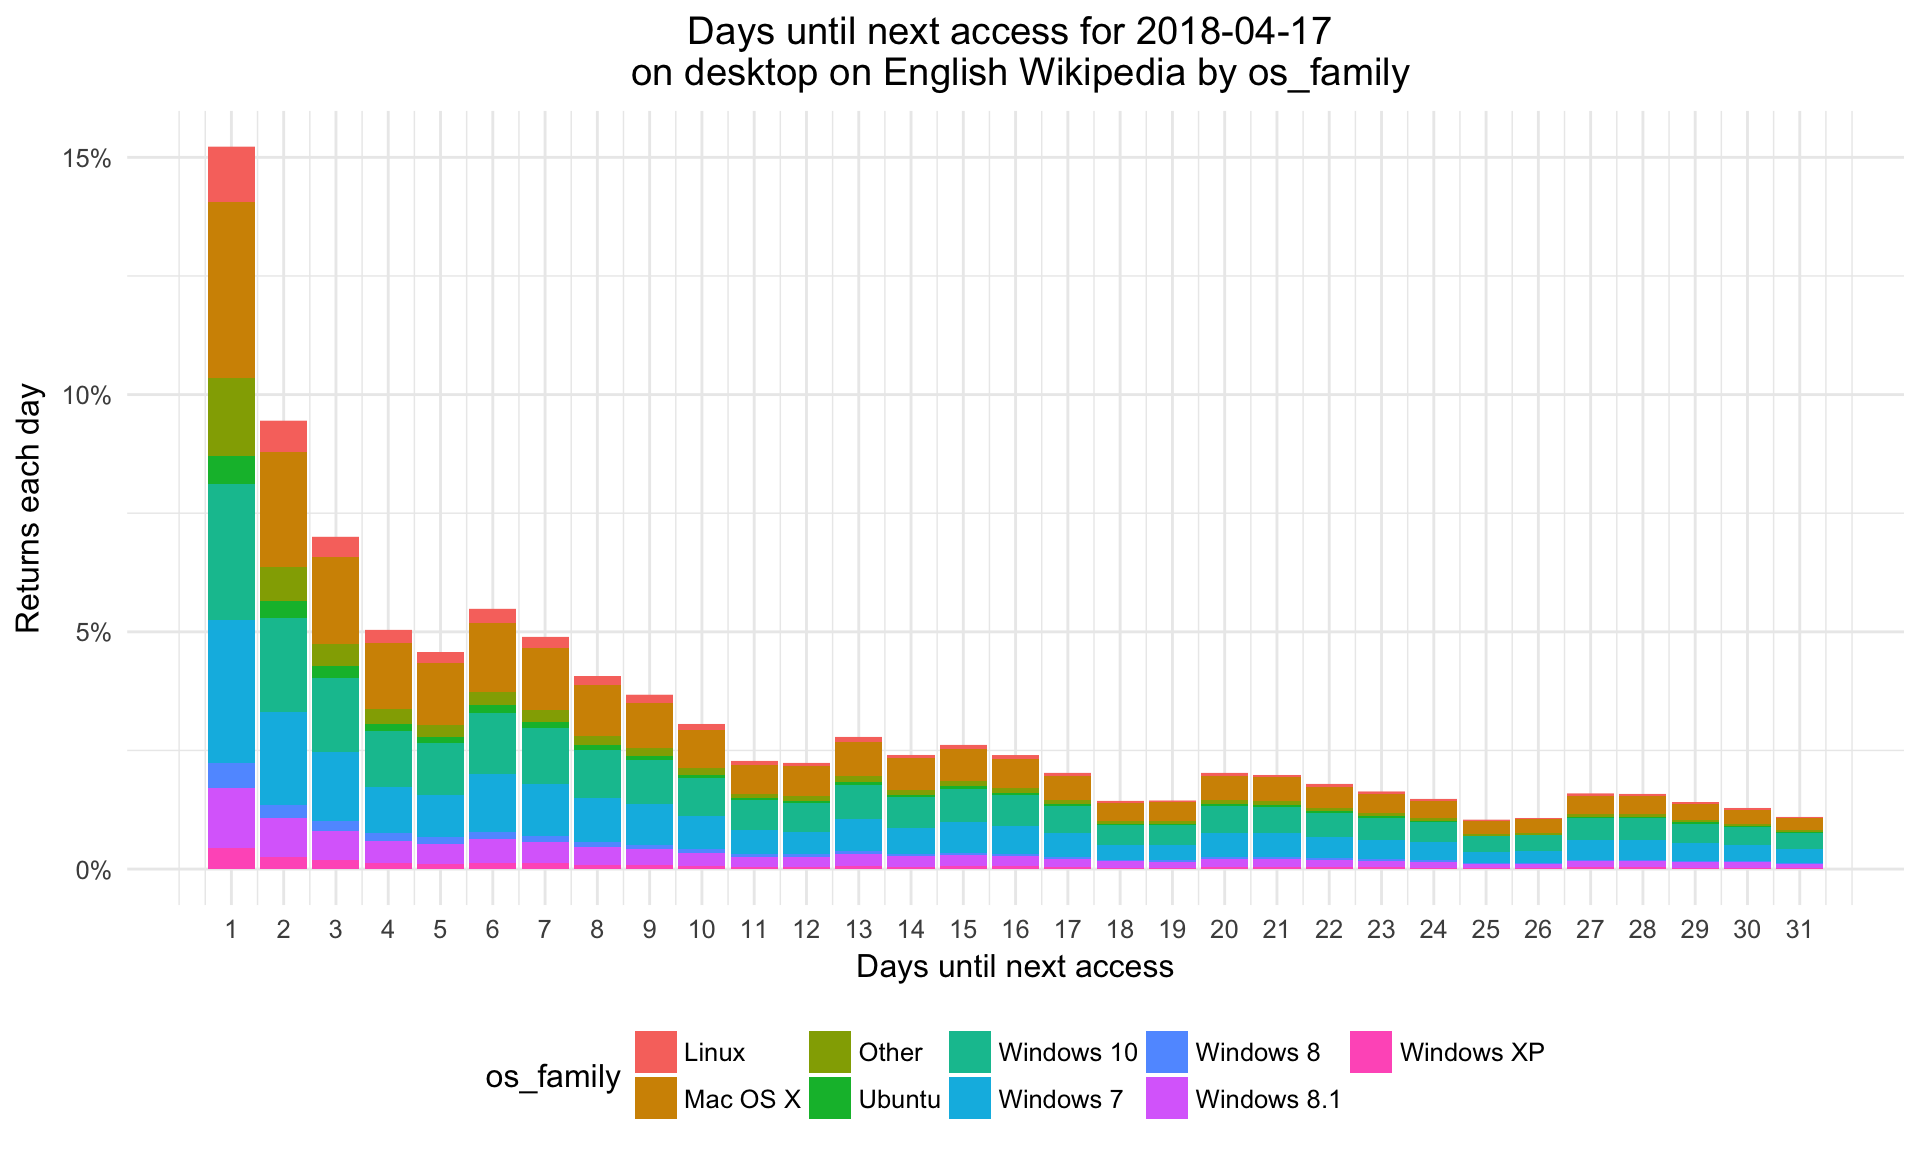 Days until next access for 2018-04-17
on desktop on English Wikipedia by os_family
Returns each day
15%
10%
5%
0%
1 2 3 4 5 6 7 8 9 10 11 12 13 14 15 16 17 18 19 20 21 22 23 24 25 26 27 28 29 30 31
Days until next access
os_family
Linux Other Windows 10 Windows 8 Windows XP
Mac OS X Ubuntu Windows 7 Windows 8.1